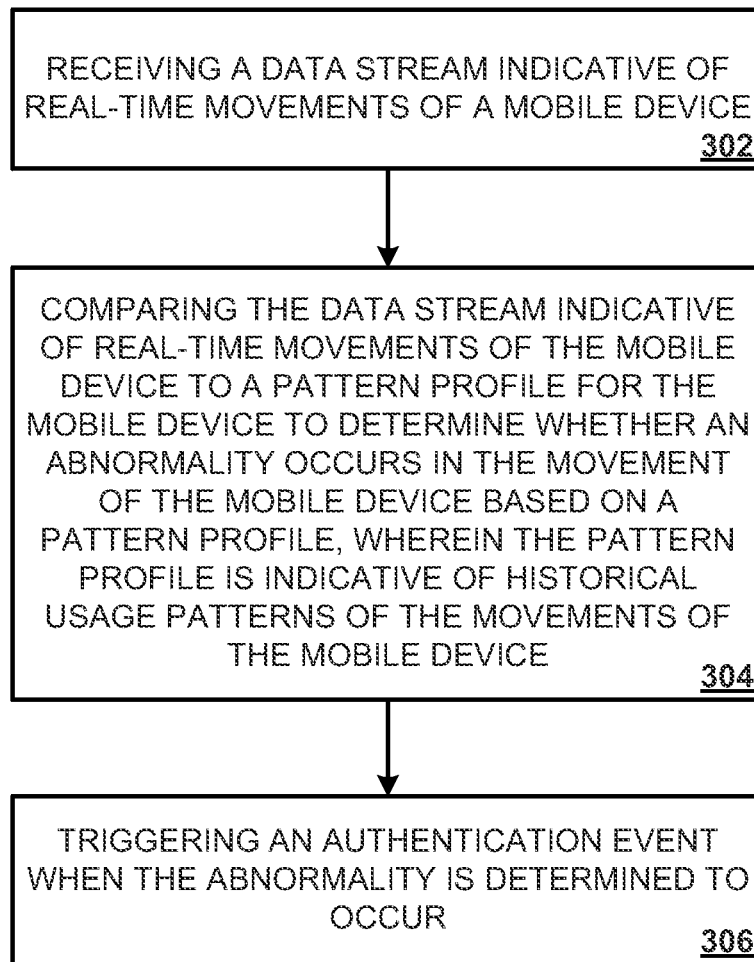 RECEIVING A DATA STREAM INDICATIVE OF
REAL-TIME MOVEMENTS OF A MOBILE DEVICE
302
COMPARING THE DATA STREAM INDICATIVE
OF REAL-TIME MOVEMENTS OF THE MOBILE
DEVICE TO A PATTERN PROFILE FOR THE
MOBILE DEVICE TO DETERMINE WHETHER AN
ABNORMALITY OCCURS IN THE MOVEMENT
OF THE MOBILE DEVICE BASED ON A
PATTERN PROFILE, WHEREIN THE PATTERN
PROFILE IS INDICATIVE OF HISTORICAL
USAGE PATTERNS OF THE MOVEMENTS OF
THE MOBILE DEVICE
304
TRIGGERING AN AUTHENTICATION EVENT
WHEN THE ABNORMALITY IS DETERMINED TO
OCCUR
306